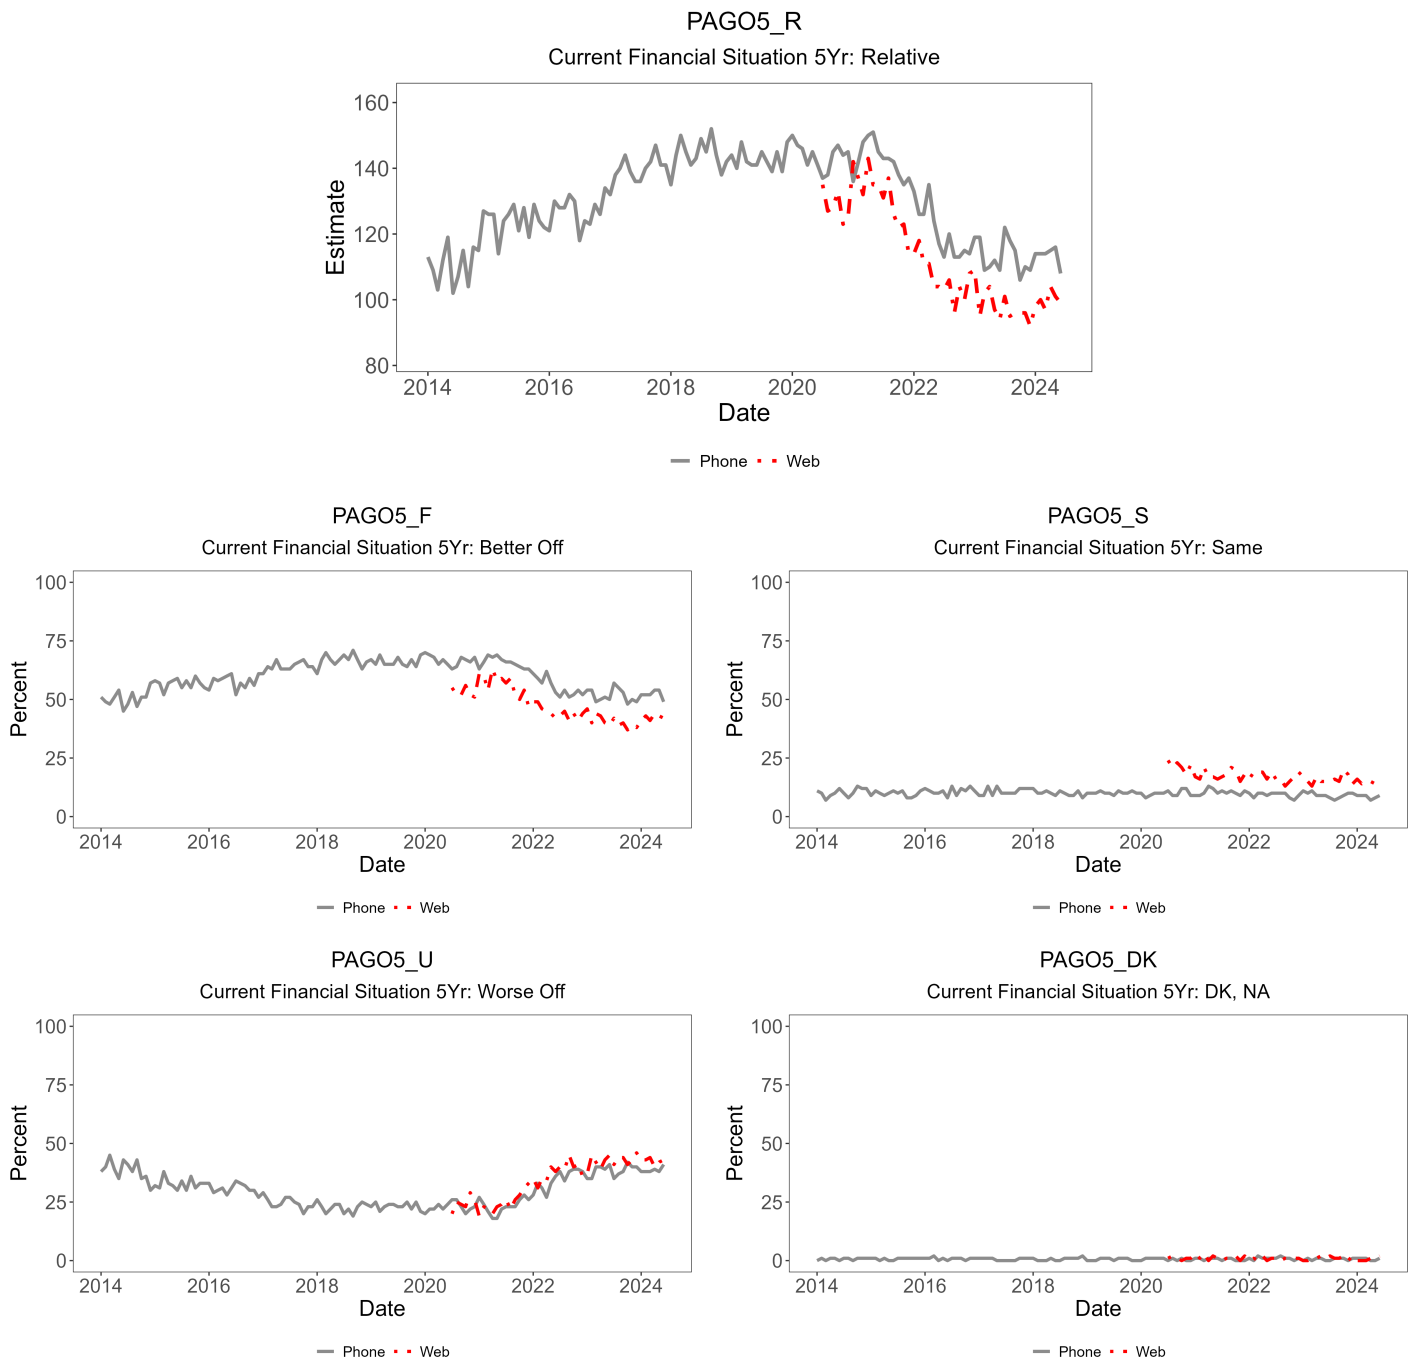 PAGO5_R
Current Financial Situation 5Yr: Relative
Estimate
160
140
120
100
80
2014 2016 2018 2020 2022 2024
Date
Phone Web
PAGO5_F
Current Financial Situation 5Yr: Better Off
Percent
100
75
50
25
0
2014 2016 2018 2020 2022 2024
Date
Phone Web
PAGO5_S
Current Financial Situation 5Yr: Same
Percent
100
75
50
25
0
2014 2016 2018 2020 2022 2024
Date
Phone Web
PAGO5_U
Current Financial Situation 5Yr: Worse Off
Percent
100
75
50
25
0
2014 2016 2018 2020 2022 2024
Date
Phone Web
PAGO5_DK
Current Financial Situation 5Yr: DK, NA
Percent
100
75
50
25
0
2014 2016 2018 2020 2022 2024
Date
Phone Web